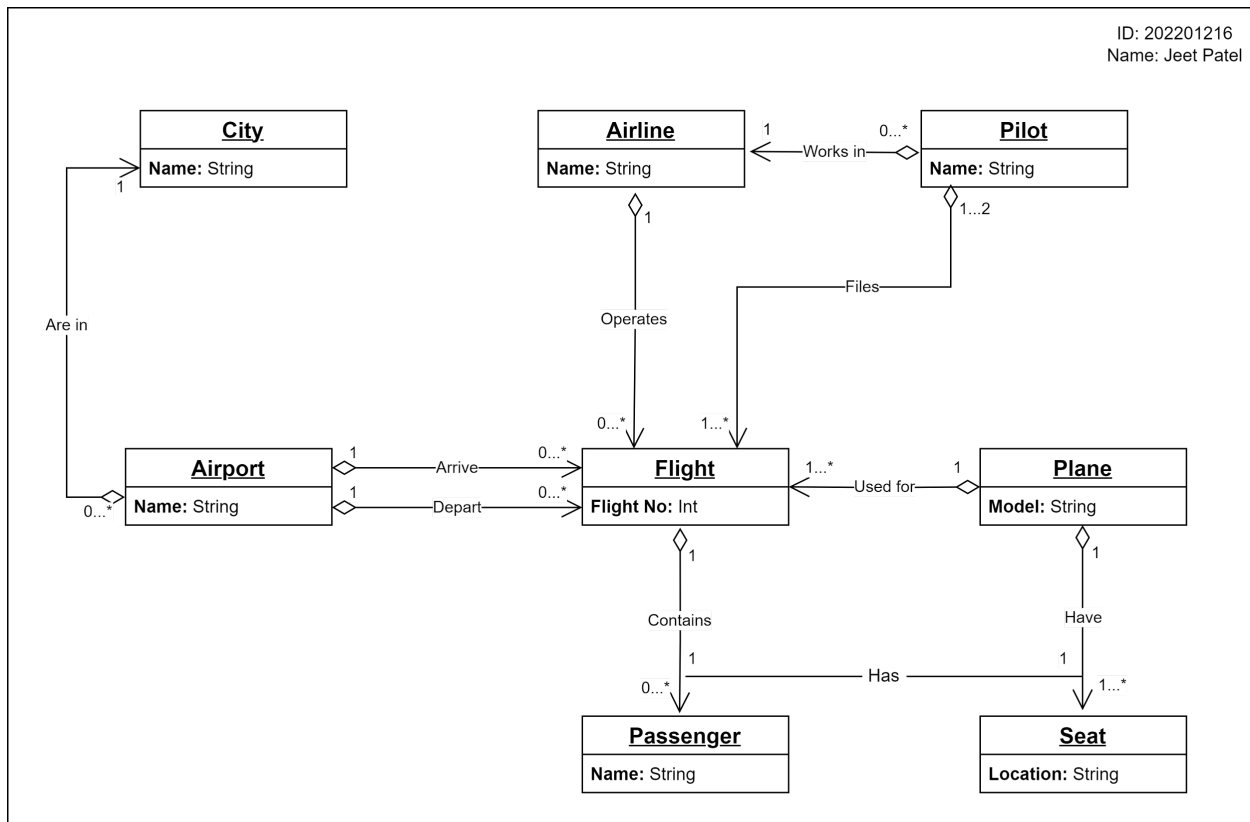 ID: 202201216
Name: Jeet Patel
City
Name: String
1
Airline
Name: String
1
1
Works in
0...*
Pilot
Name: String
1...2
Files
Operates
Are in
0...*
1...*
Airport
Name: String
0...*
1
Arrive
0...*
1
Depart
0...*
Flight
Flight No: Int
1
1...*
Used for
1
Plane
Model: String
1
Contains
Have
1
Has
1
0...*
1...*
Passenger
Name: String
Seat
Location: String